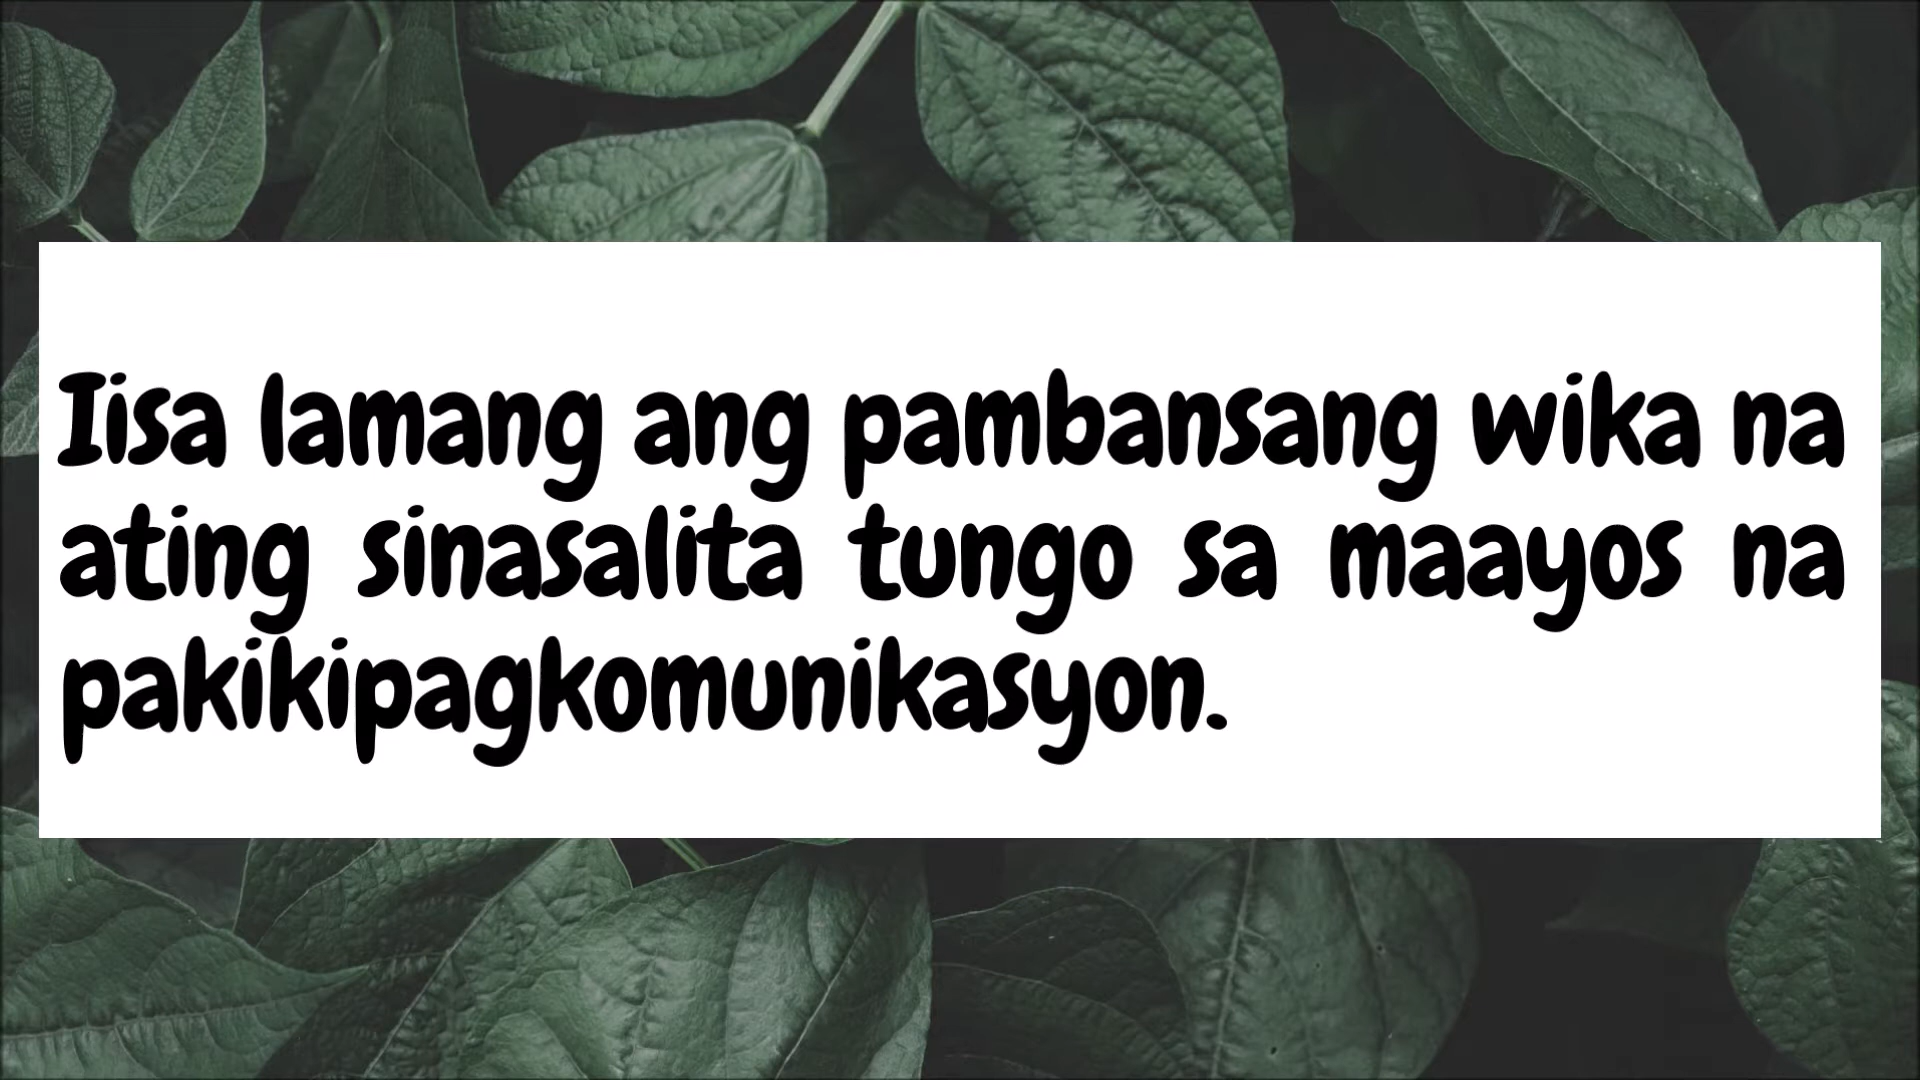 Iisa lamang ang pambansang wika na
ating sinasalita tungo sa maayos na
pakikipagkomunikasyon.